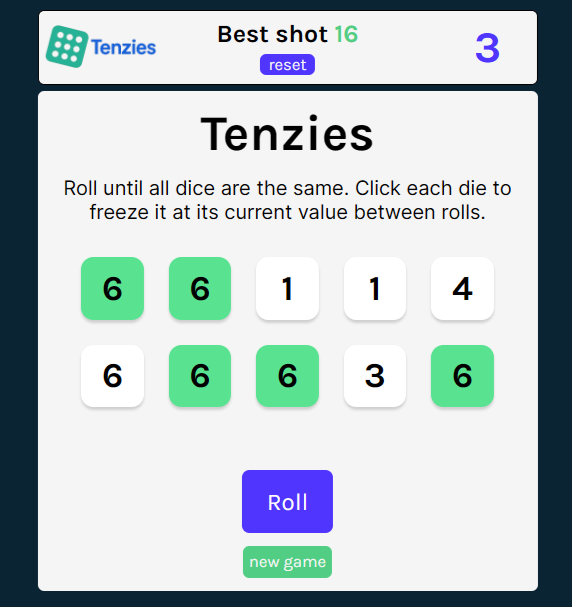 Tenzies
Best shot 16
reset
3
Tenzies
Roll until all dice are the same. Click each die to
freeze it at its current value between rolls.
6 6 1 1 4
6 6 6 3 6
Roll
new game